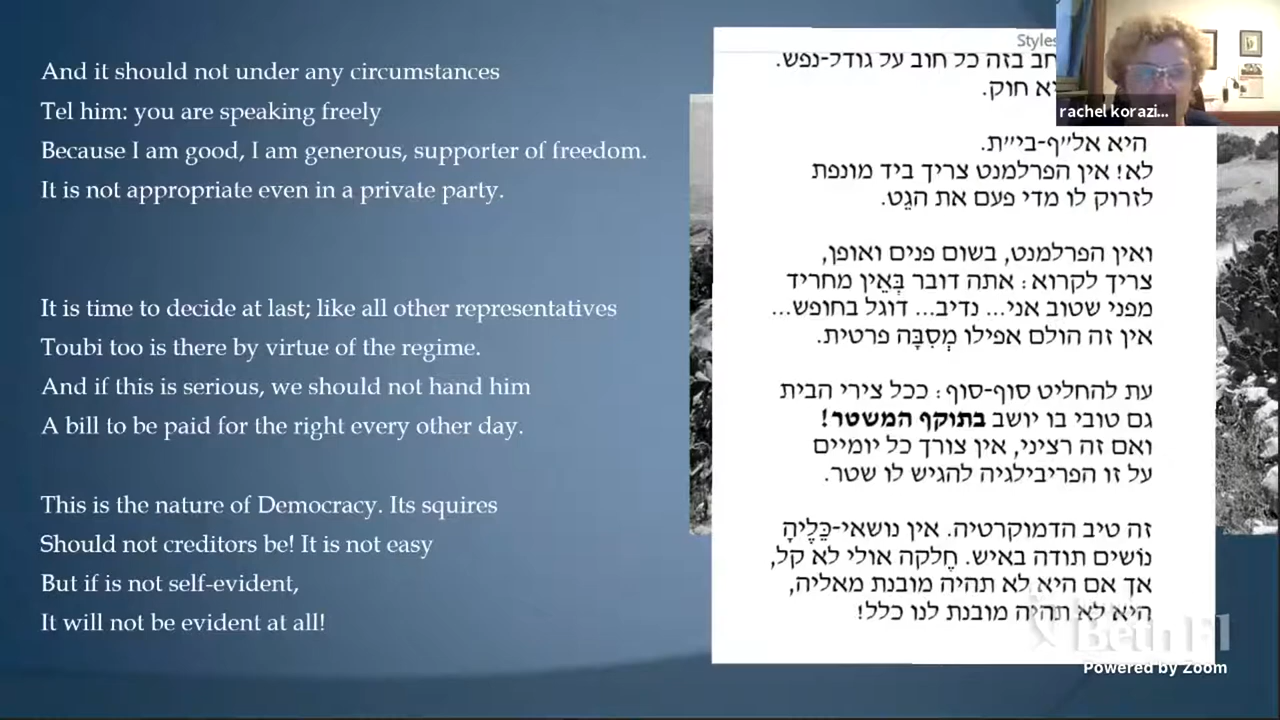 And it should not under any circumstances
Tel him: you are speaking freely
Because I am good, I am generous, supporter of freedom.
It is not appropriate even in a private party.
It is time to decide at last; like all other representatives
Toubi too is there by virtue of the regime.
And if this is serious, we should not hand him
A bill to be paid for the right every other day.
This is the nature of Democracy. Its squires
Should not creditors be! It is not easy
But if is not self-evident,
It will not be evident at all!
Styles
חב בזה כל חוב על גודל-נפש.
יא חוק.
היא אל״ף-בי״ת.
לא! אין הפרלמנט צריך ביד מונפת
לזרוק לו מדי פעם את הגֵט.
ואין הפרלמנט, בשום פנים ואופן,
צריך לקרוא: אתה דובר בְּאֵין מחריד
מפני שטוב אני... נדיב... דוגל בחופש...
אין זה הולם אפילו מְסִבָּה פרטית.
עת להחליט סוף-סוף: ככל צירי הבית
גם טובי בו יושב בתוקף המשטר!
ואם זה רציני, אין צורך כל יומיים
על זו הפריבילגיה להגיש לו שטר.
זה טיב הדמוקרטיה. אין נושאי-כֵּלֶיהָ
נוֹשים תודה באיש. חֶלקה אולי לא קל,
אך אם היא לא תהיה מובנת מאליה,
היא לא תהיה מובנת לנו כלל!
rachel korazi...
Beth El
Powered by Zoom